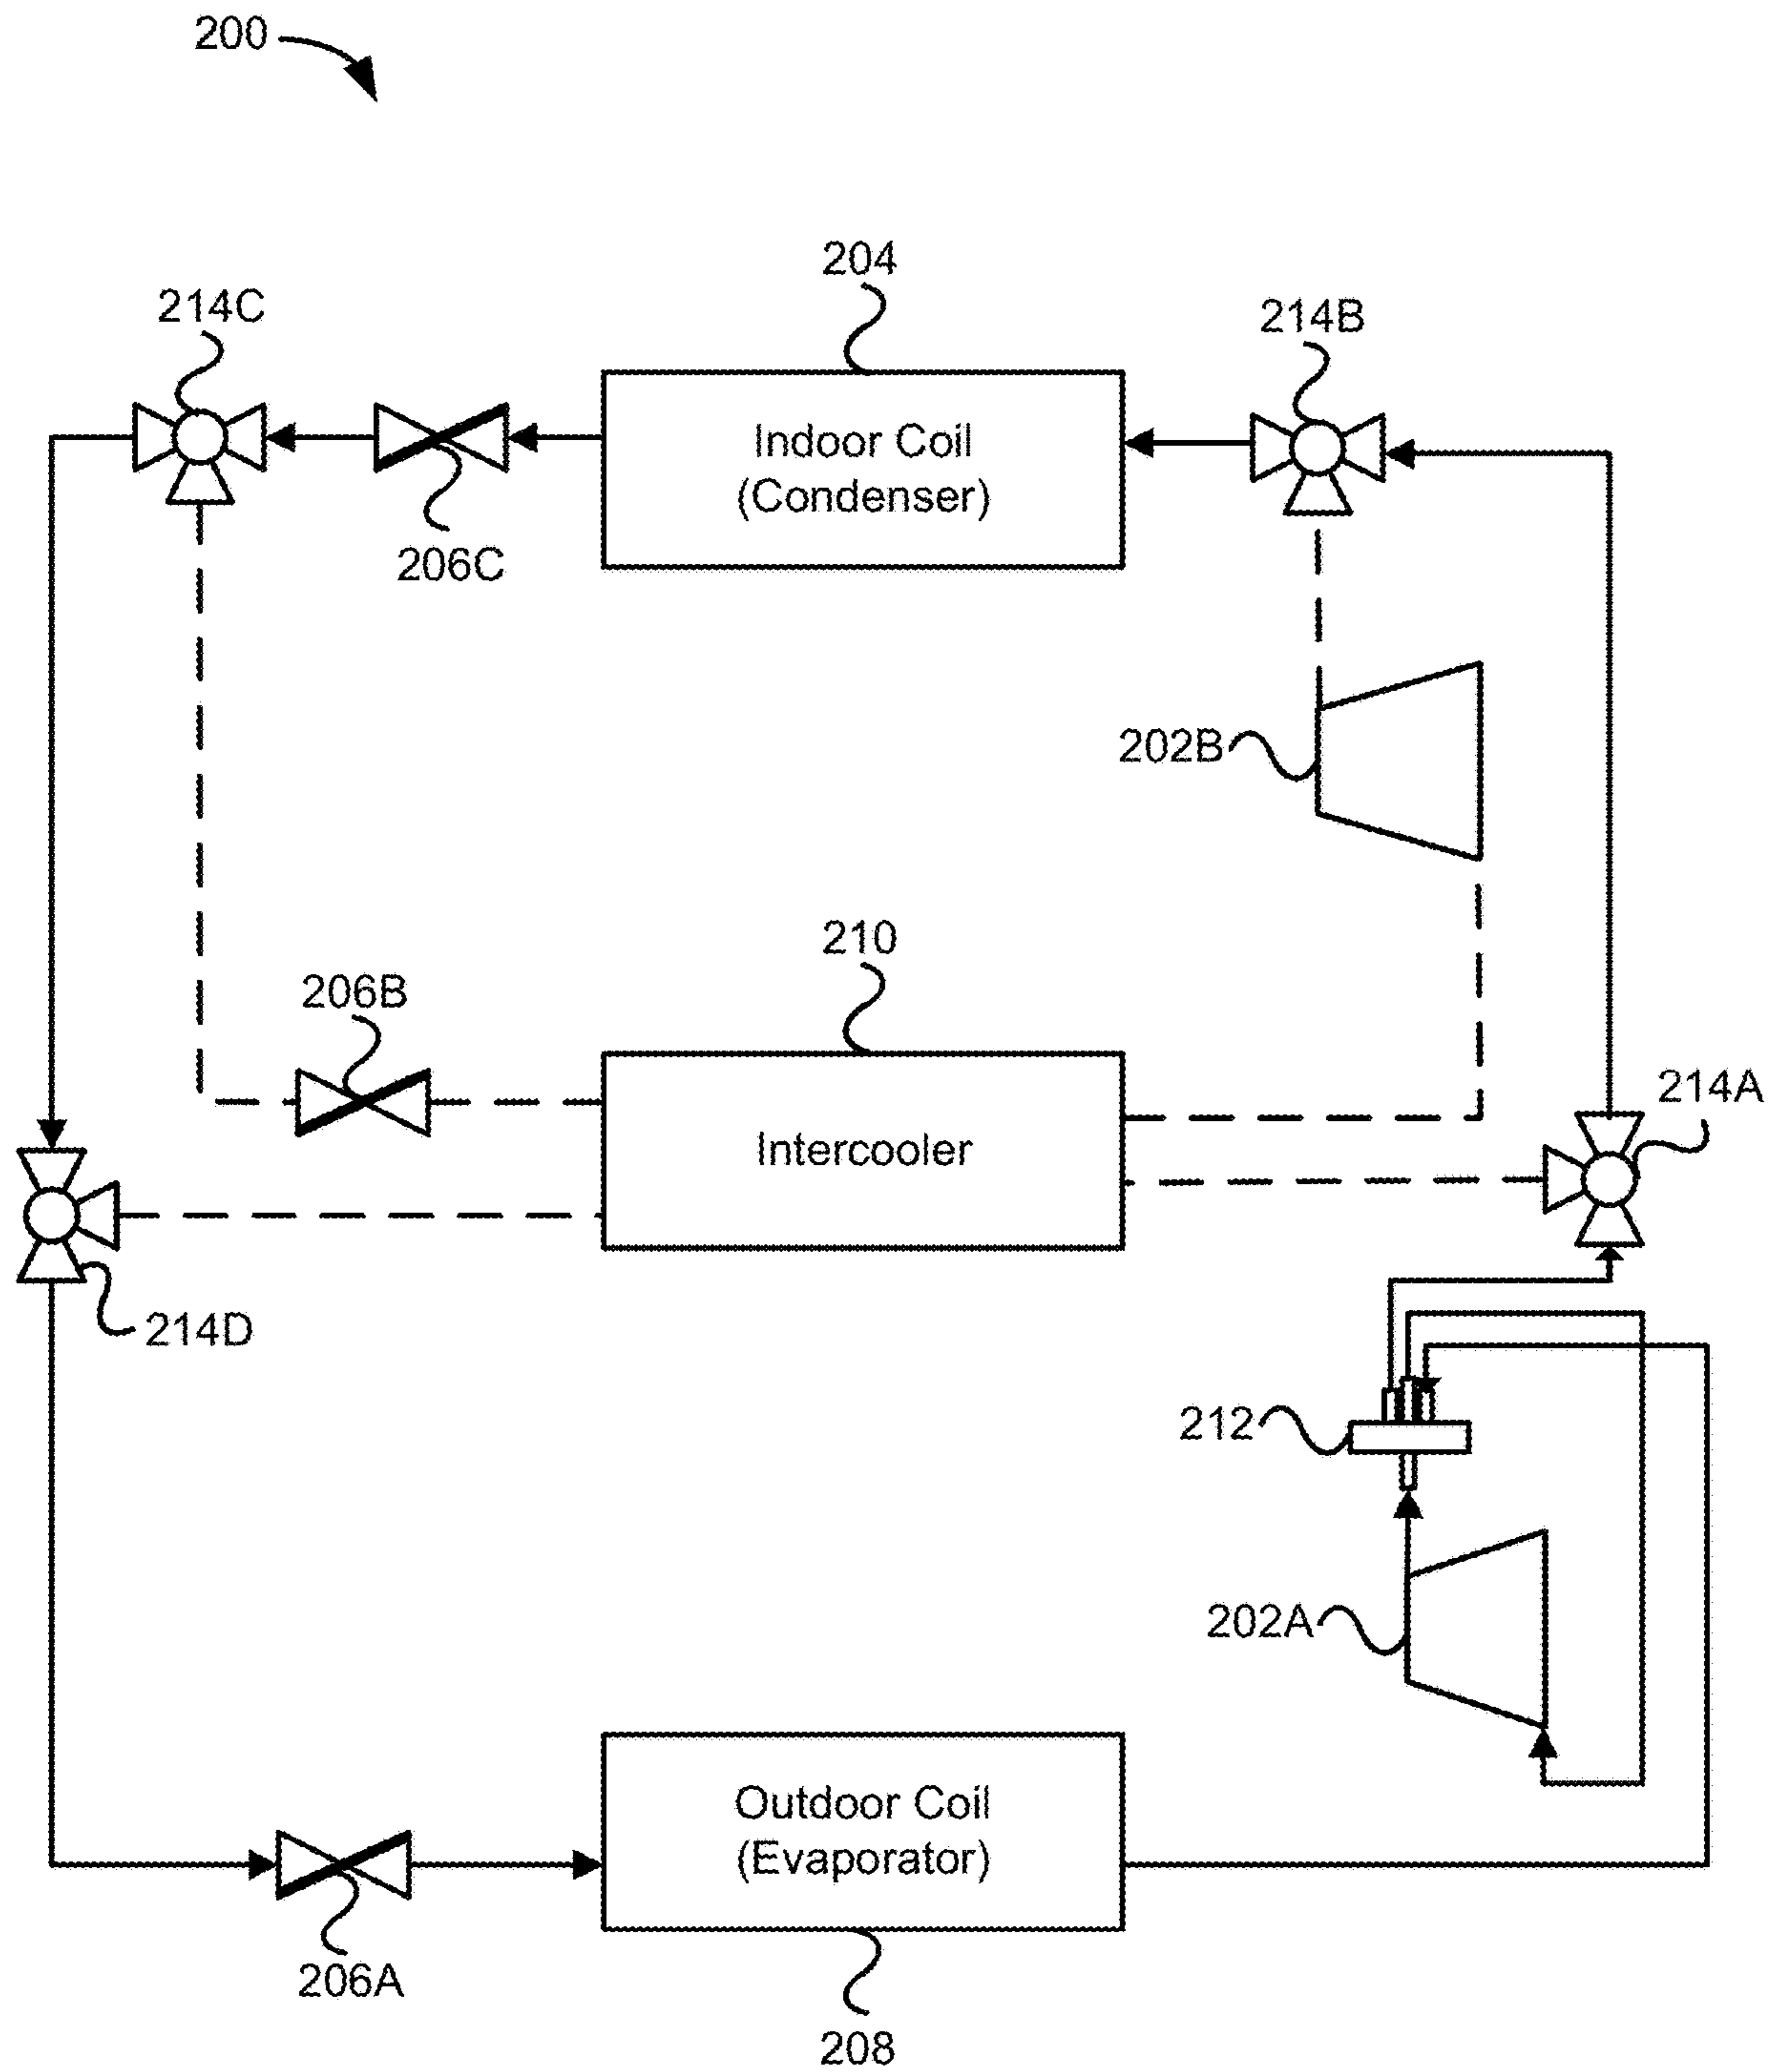 200
204
214C
214B
Indoor Coil
(Condenser)
206C
202B
210
206B
214A
Intercooler
214D
212
202A
Outdoor Coil
(Evaporator)
206A
208